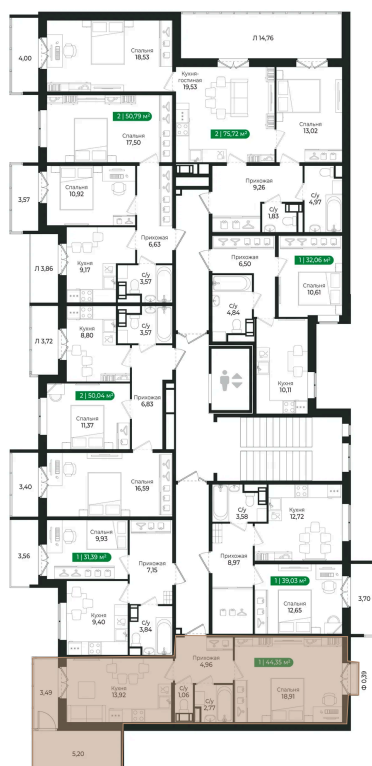 4,00
Спальня
18,53
Л 14,76
Кухня-
гостиная
19,53
2 | 50,79 м²
Спальня
17,50
2 | 75,72 м²
Спальня
13,02
3,57
Спальня
10,92
Прихожая
9,26
С/у
4,97
С/у
1,83
Прихожая
6,63
Л 3,86
Кухня
9,17
С/у
3,57
Прихожая
6,50
1 | 32,06 м²
Спальня
10,61
С/у
4,84
Л 3,72
Кухня
8,80
С/у
3,57
Кухня
10,11
2 | 50,04 м²
Спальня
11,37
Прихожая
6,83
3,40
Спальня
16,59
С/у
3,58
Кухня
12,72
3,56
Спальня
9,93
1 | 31,39 м²
Прихожая
7,15
Прихожая
8,97
1 | 39,03 м²
Спальня
12,65
3,70
Кухня
9,40
С/у
3,84
Прихожая
4,96
1 | 44,35 м²
Ф 0,39
3,49
Кухня
13,92
С/у
1,06
С/у
2,77
Спальня
18,91
5,20